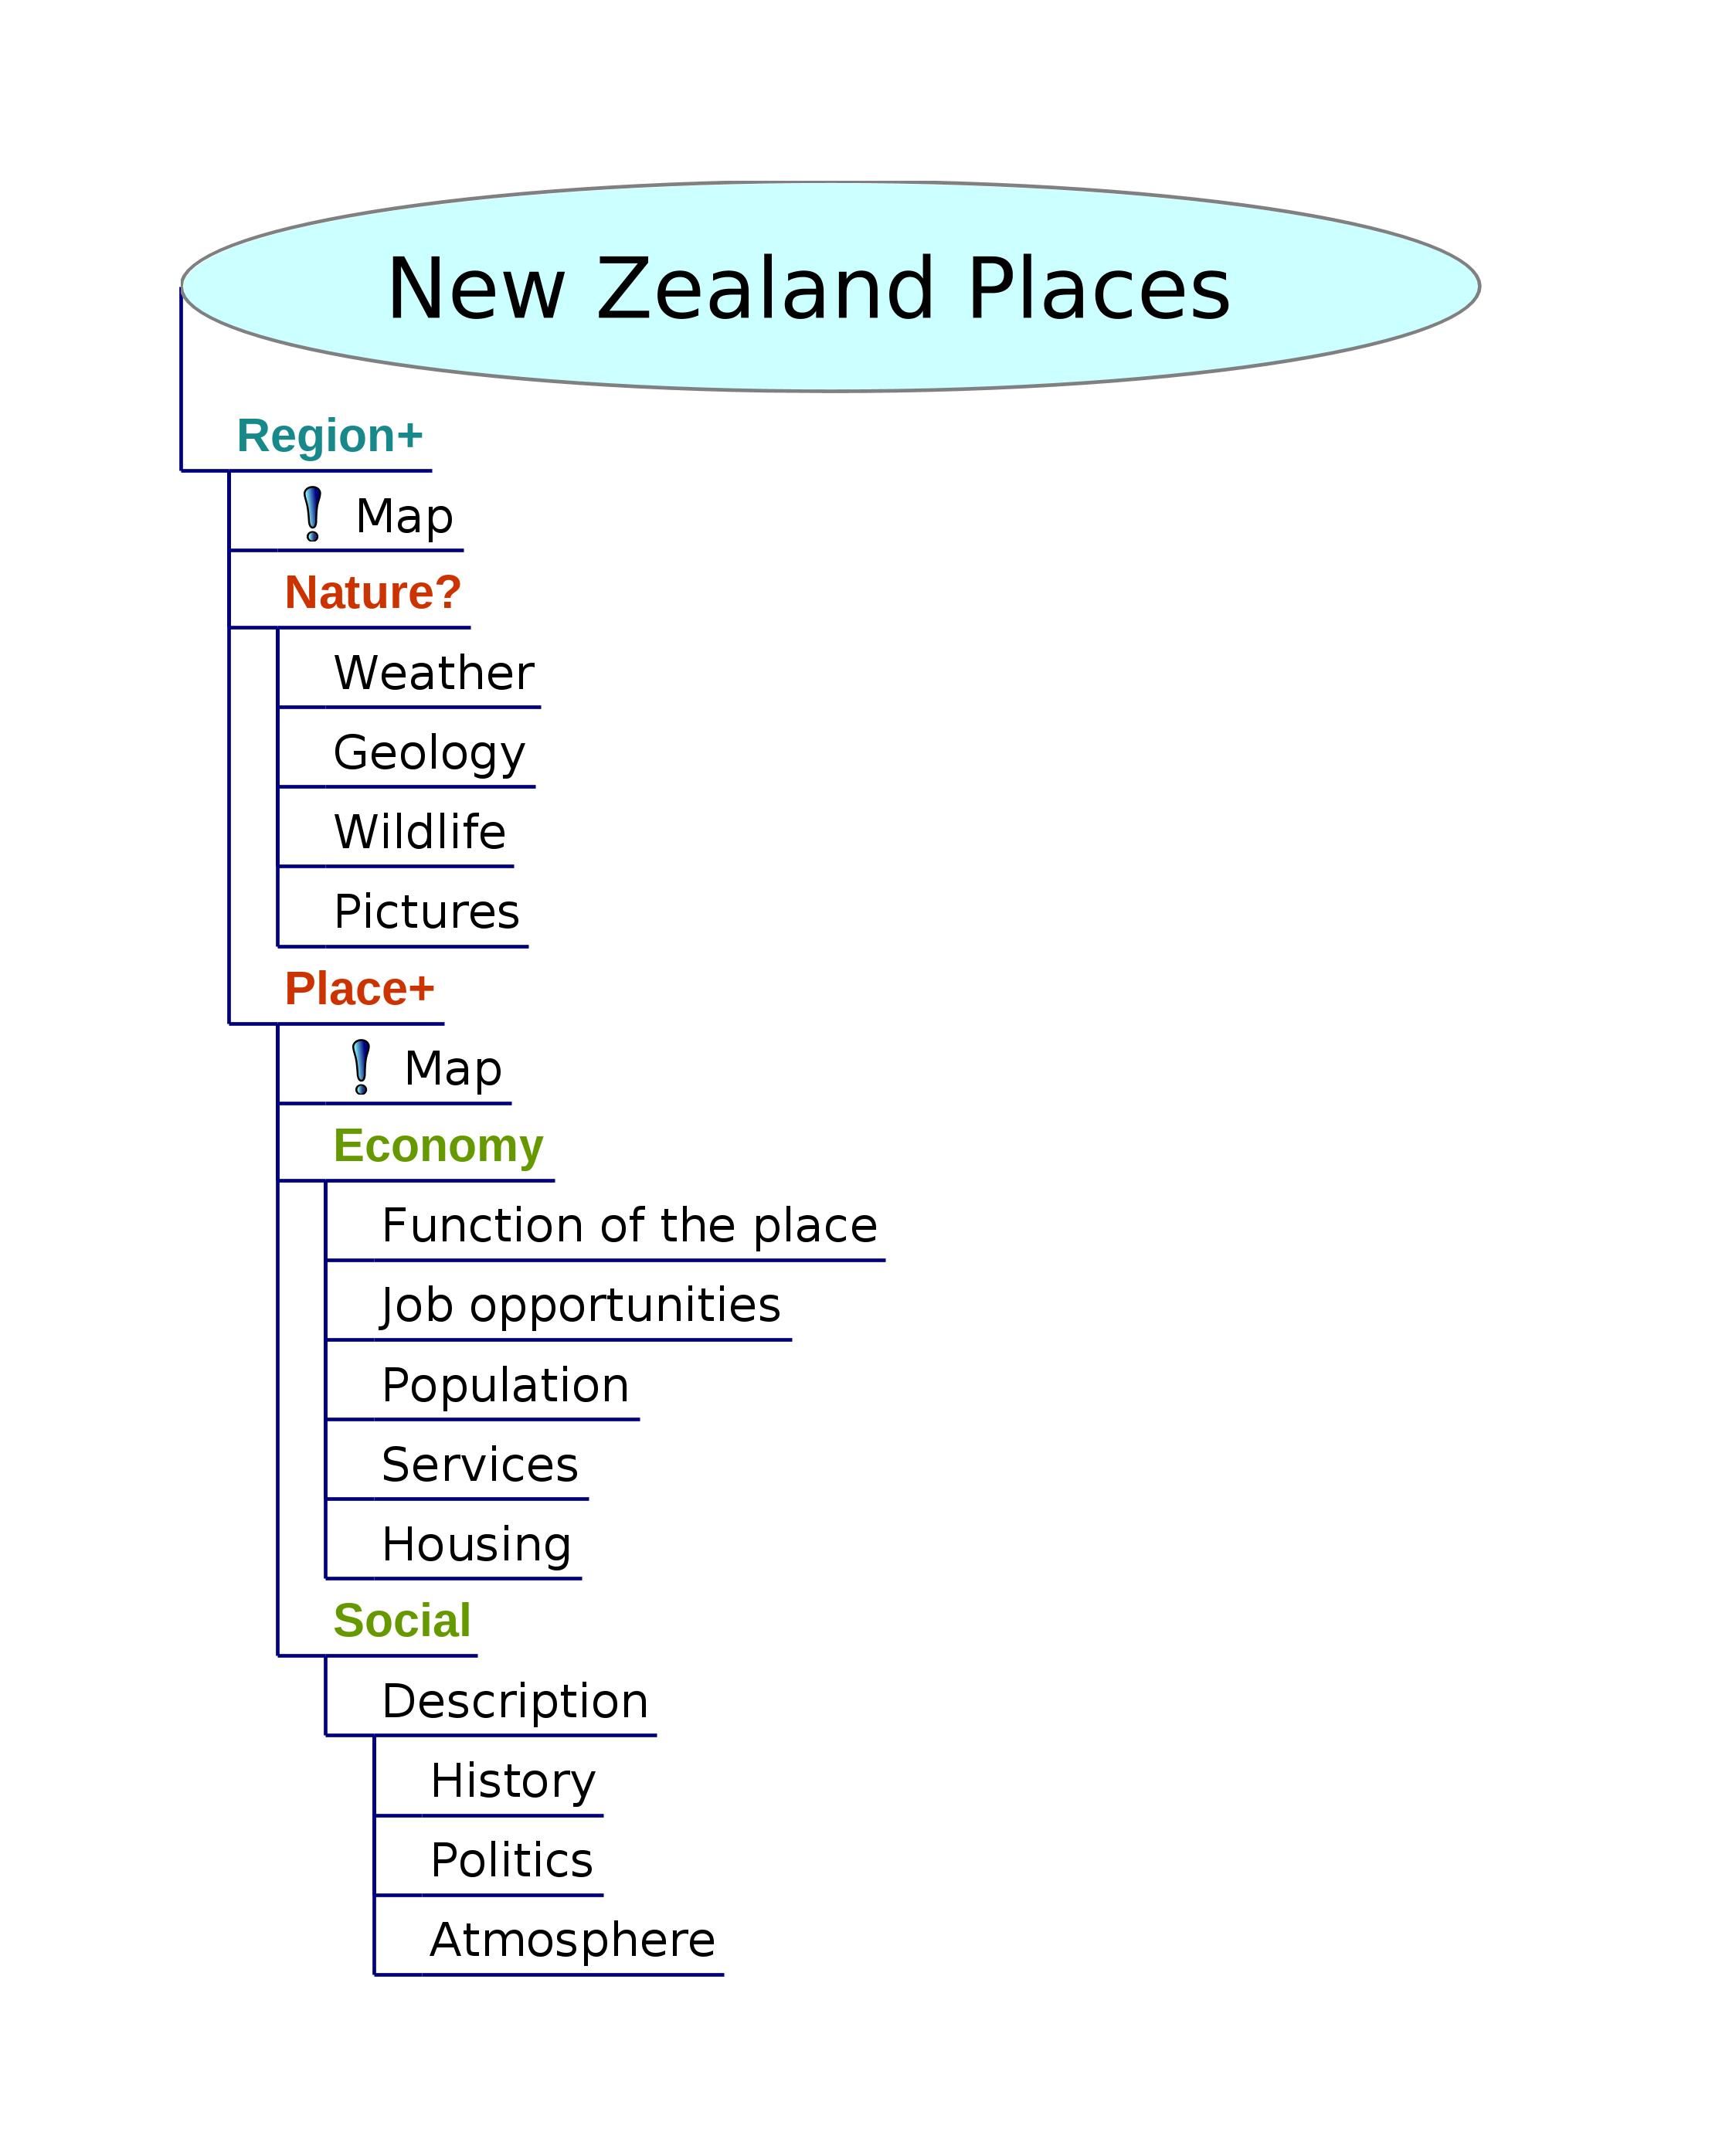 New Zealand Places
Region+
Map
Nature?
Weather
Geology
Wildlife
Pictures
Place+
Map
Economy
Function of the place
Job opportunities
Population
Services
Housing
Social
Description
History
Politics
Atmosphere